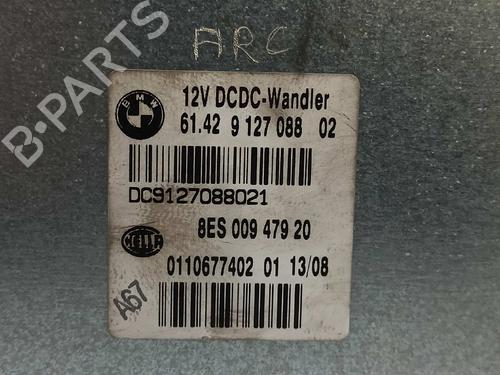 ARC
BMW
12V DCDC-Wandler
61.42 9 127 088 02
DC9127088021
8ES 009 479 20
HELLA
0110677402 01 13/08
A67
B-PARTS